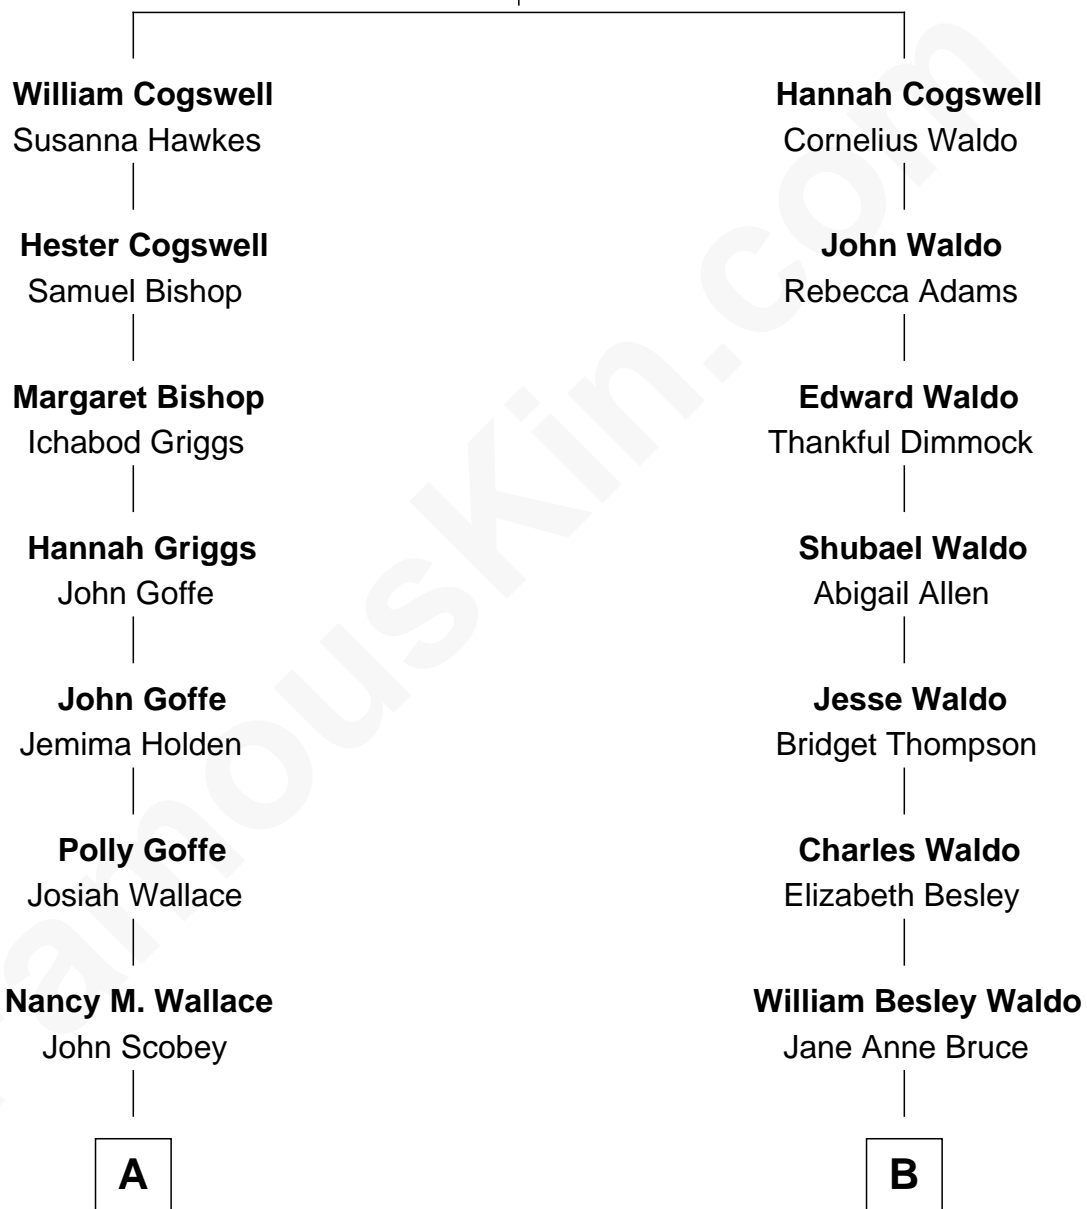 William Cogswell
Susanna Hawkes
Hester Cogswell
Samuel Bishop
Margaret Bishop
Ichabod Griggs
Hannah Griggs
John Goffe
John Goffe
Jemima Holden
Polly Goffe
Josiah Wallace
Nancy M. Wallace
John Scobey
A
Hannah Cogswell
Cornelius Waldo
John Waldo
Rebecca Adams
Edward Waldo
Thankful Dimmock
Shubael Waldo
Abigail Allen
Jesse Waldo
Bridget Thompson
Charles Waldo
Elizabeth Besley
William Besley Waldo
Jane Anne Bruce
B
FamousKin.com